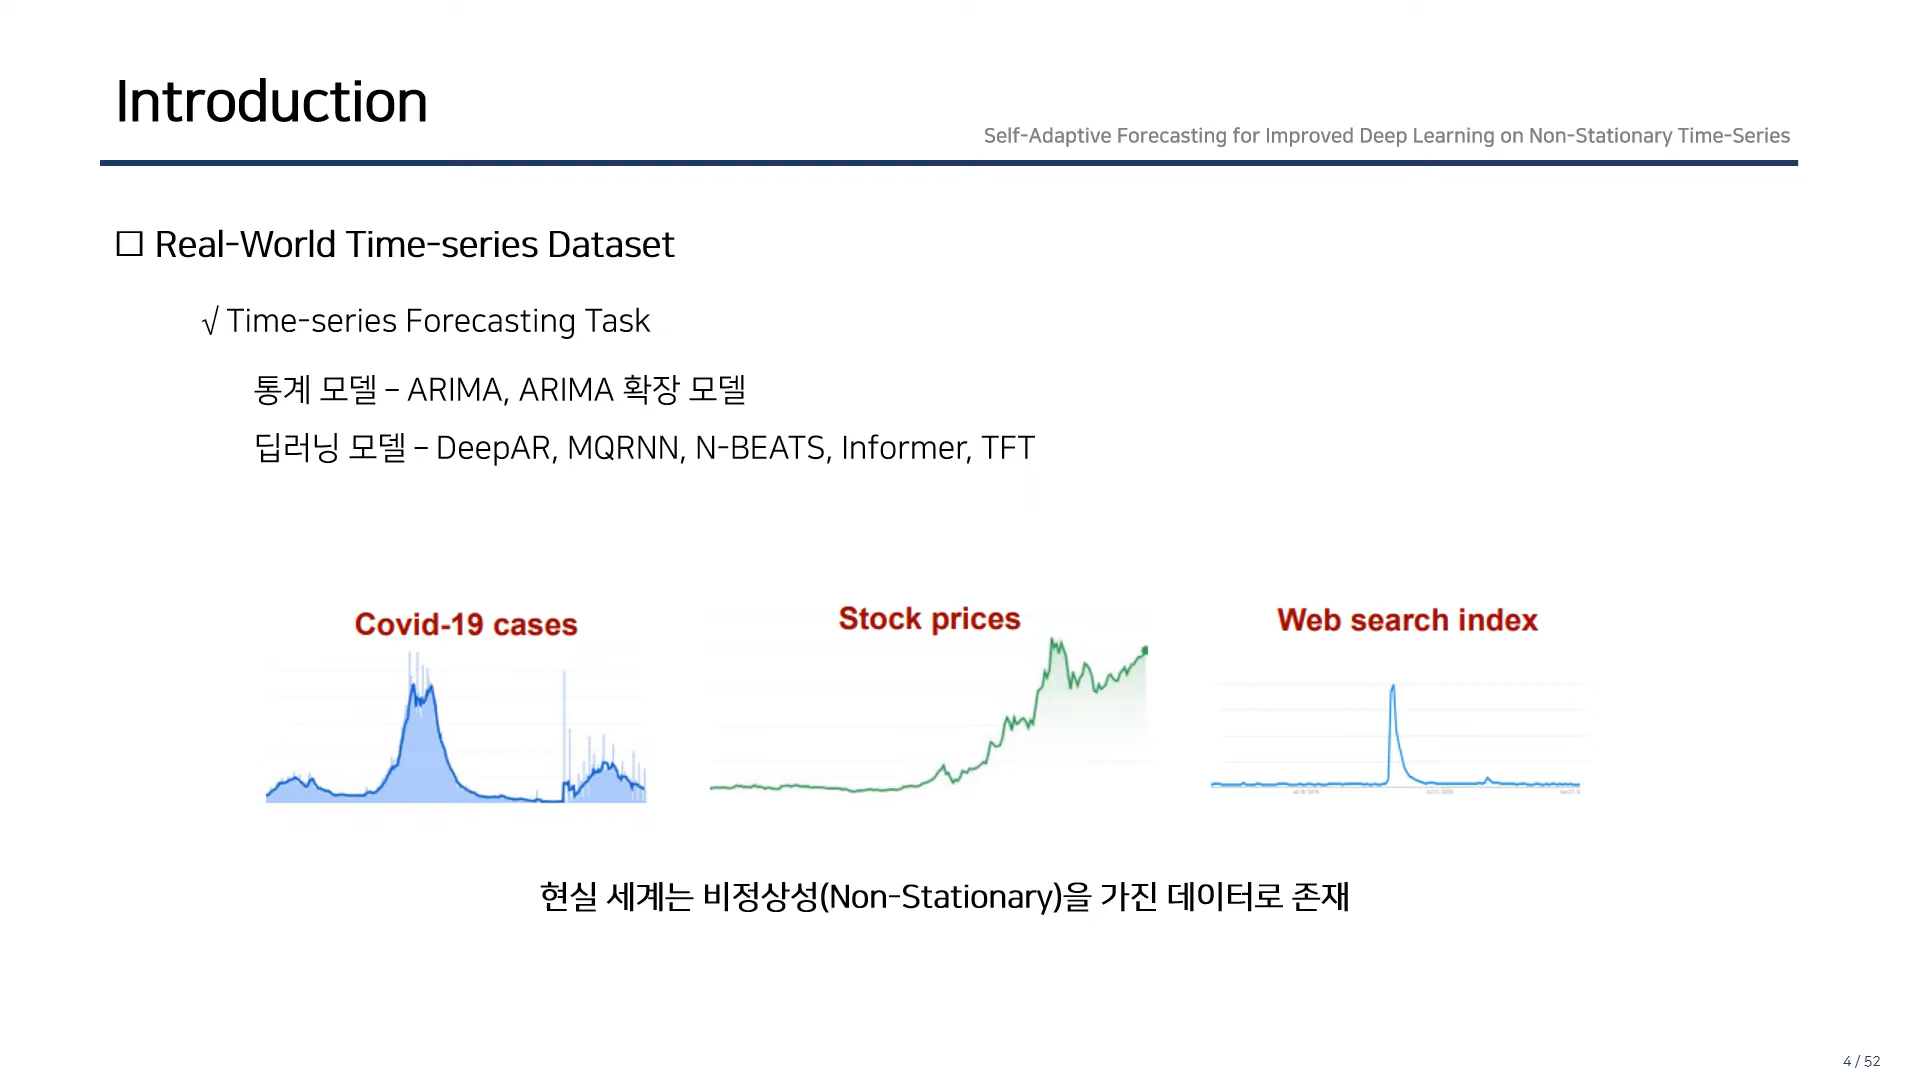 Introduction
Self-Adaptive Forecasting for Improved Deep Learning on Non-Stationary Time-Series
□ Real-World Time-series Dataset
√ Time-series Forecasting Task
통계 모델 – ARIMA, ARIMA 확장 모델
딥러닝 모델 – DeepAR, MQRNN, N-BEATS, Informer, TFT
Covid-19 cases
Stock prices
Web search index
현실 세계는 비정상성(Non-Stationary)을 가진 데이터로 존재
4 / 52